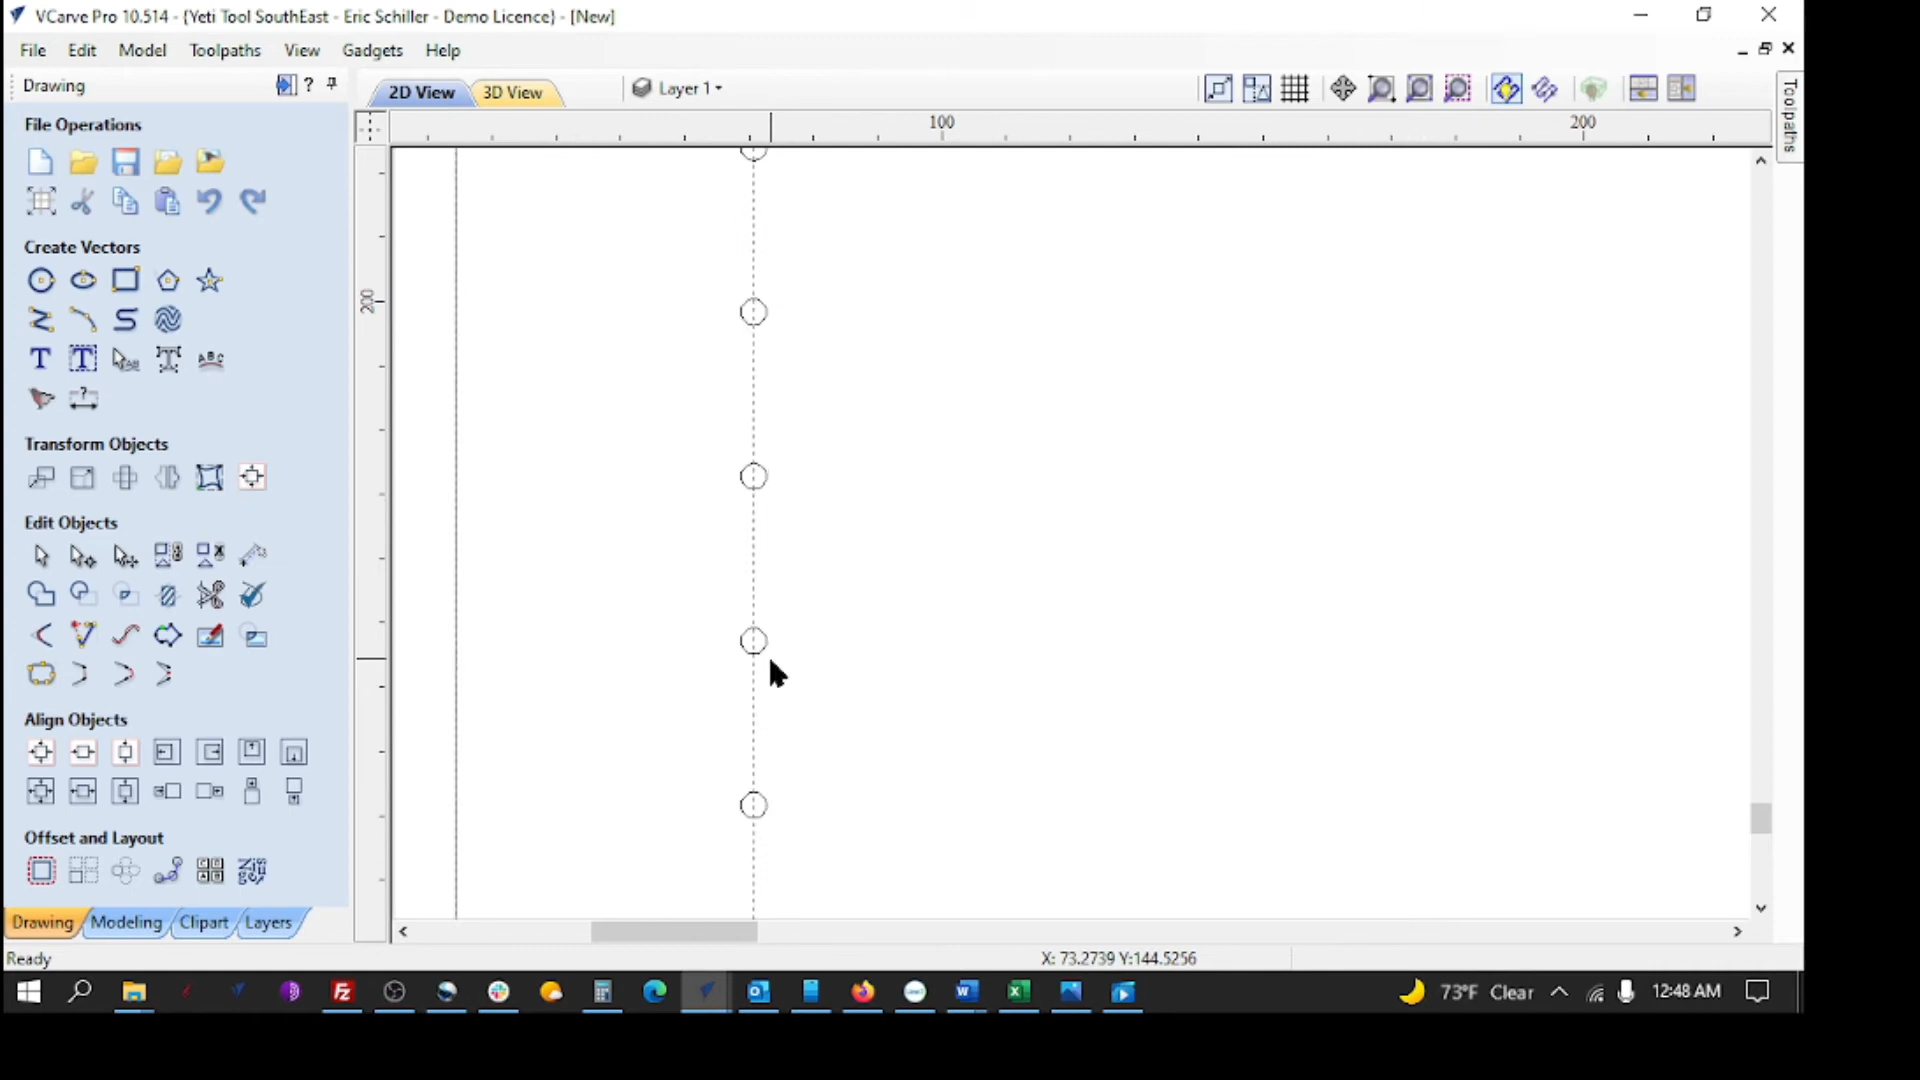 VCarve Pro 10.514 - {Yeti Tool SouthEast - Eric Schiller - Demo Licence} - [New]
File Edit Model Toolpaths View Gadgets Help
Drawing ?
2D View 3D View Layer 1
Toolpaths
File Operations
100 200
200
Create Vectors
Transform Objects
Edit Objects
Align Objects
Offset and Layout
Drawing Modeling Clipart Layers
Ready X: 73.2739 Y:144.5256
73°F Clear 12:48 AM